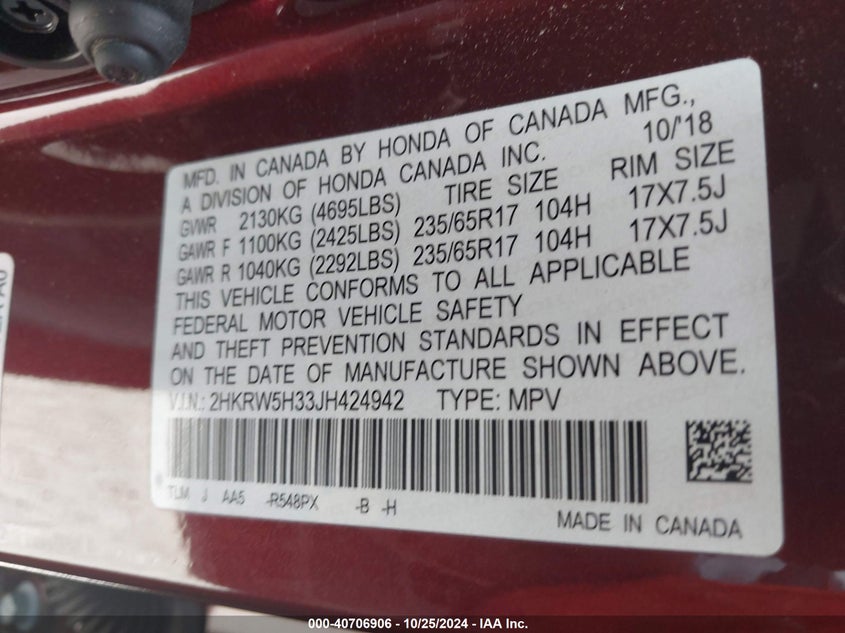 MFD. IN CANADA BY HONDA OF CANADA MFG.,
A DIVISION OF HONDA CANADA INC. 10/'18
GVWR 2130KG (4695LBS) TIRE SIZE RIM SIZE
GAWR F 1100KG (2425LBS) 235/65R17 104H 17X7.5J
GAWR R 1040KG (2292LBS) 235/65R17 104H 17X7.5J
THIS VEHICLE CONFORMS TO ALL APPLICABLE
FEDERAL MOTOR VEHICLE SAFETY
AND THEFT PREVENTION STANDARDS IN EFFECT
ON THE DATE OF MANUFACTURE SHOWN ABOVE.
V.I.N.: 2HKRW5H33JH424942 TYPE: MPV
TLM J AA5 -R548PX -B -H
MADE IN CANADA
000-40706906 - 10/25/2024 - IAA Inc.